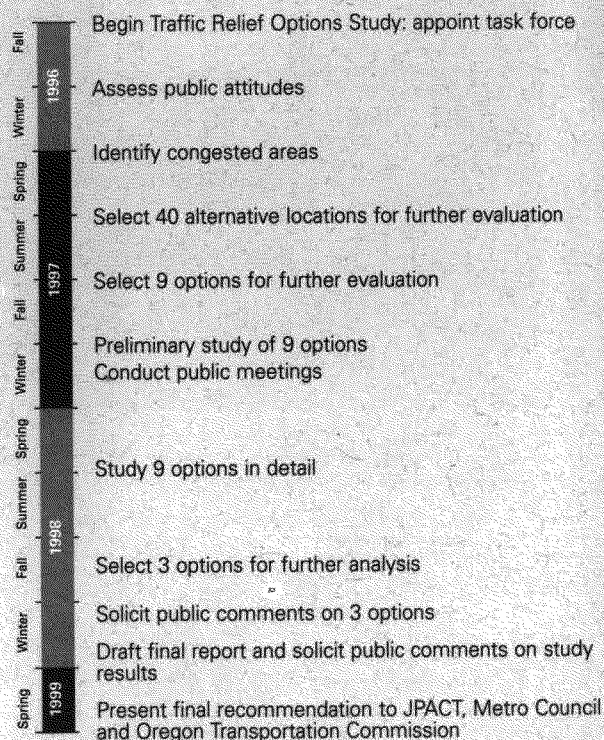 Begin Traffic Relief Options Study: appoint task force
Fall
1996
Assess public attitudes
Winter
Identify congested areas
Spring
Select 40 alternative locations for further evaluation
Summer
1997
Select 9 options for further evaluation
Fall
Preliminary study of 9 options
Winter
Conduct public meetings
Spring
Study 9 options in detail
Summer
1998
Fall
Select 3 options for further analysis
Solicit public comments on 3 options
Winter
Draft final report and solicit public comments on study
results
Spring
1999
Present final recommendation to JPACT, Metro Council
and Oregon Transportation Commission